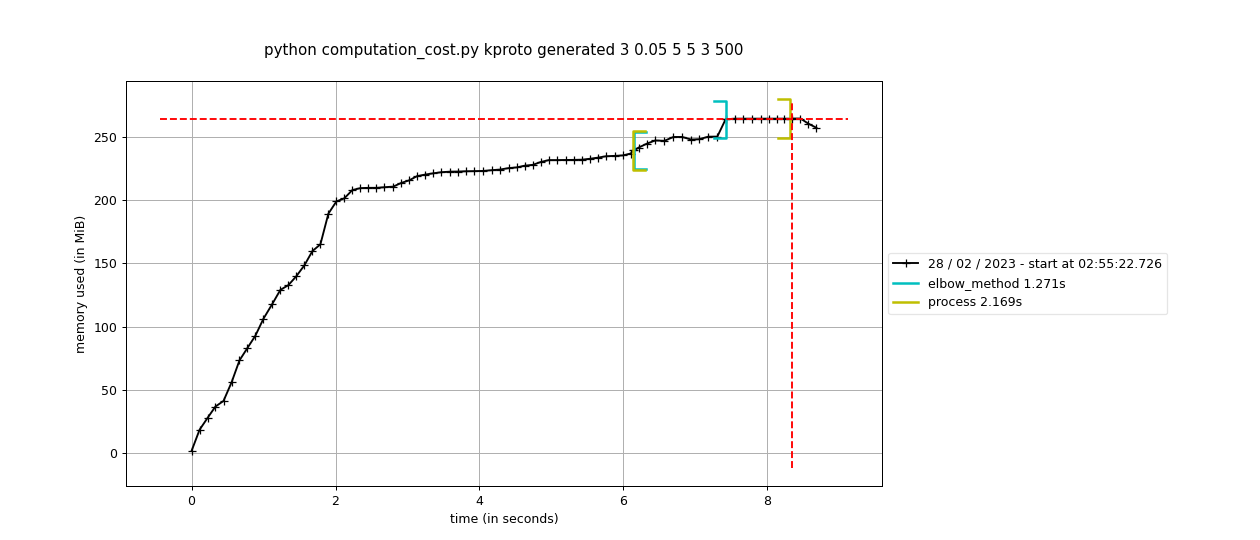 python computation_cost.py kproto generated 3 0.05 5 5 3 500
memory used (in MiB)
250
200
150
100
50
0
0 2 4 6 8
time (in seconds)
28 / 02 / 2023 - start at 02:55:22.726
elbow_method 1.271s
process 2.169s